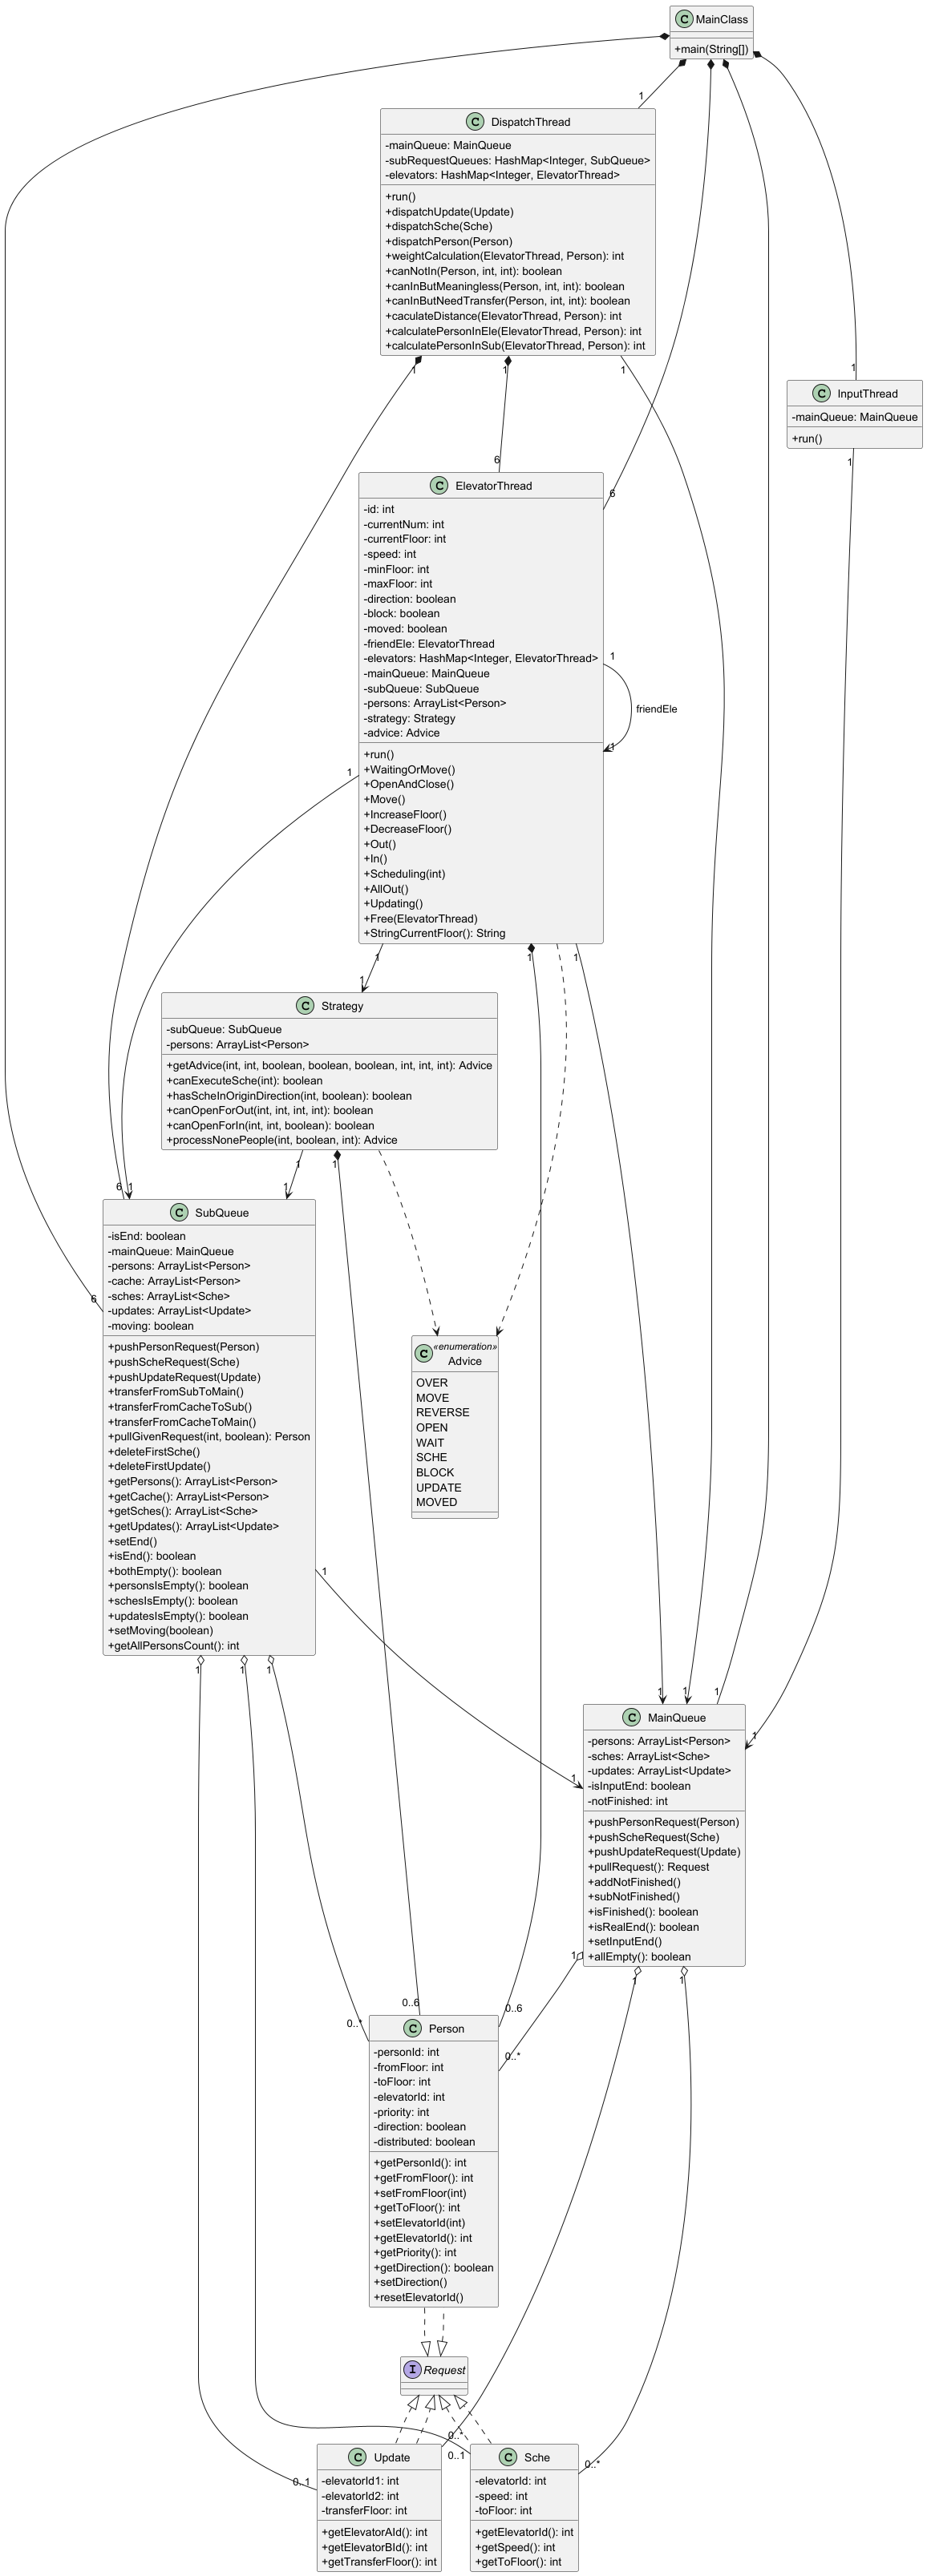 C MainClass
+main(String[])
1
C DispatchThread
-mainQueue: MainQueue
-subRequestQueues: HashMap<Integer, SubQueue>
-elevators: HashMap<Integer, ElevatorThread>
+run()
+dispatchUpdate(Update)
+dispatchSche(Sche)
+dispatchPerson(Person)
+weightCalculation(ElevatorThread, Person): int
+canNotIn(Person, int, int): boolean
+canInButMeaningless(Person, int, int): boolean
+canInButNeedTransfer(Person, int, int): boolean
+caculateDistance(ElevatorThread, Person): int
+calculatePersonInEle(ElevatorThread, Person): int
+calculatePersonInSub(ElevatorThread, Person): int
1 1 1 1
C InputThread
-mainQueue: MainQueue
+run()
1
6
6
C ElevatorThread
-id: int
-currentNum: int
-currentFloor: int
-speed: int
-minFloor: int
-maxFloor: int
-direction: boolean
-block: boolean
-moved: boolean
-friendEle: ElevatorThread
-elevators: HashMap<Integer, ElevatorThread>
-mainQueue: MainQueue
-subQueue: SubQueue
-persons: ArrayList<Person>
-strategy: Strategy
-advice: Advice
+run()
+WaitingOrMove()
+OpenAndClose()
+Move()
+IncreaseFloor()
+DecreaseFloor()
+Out()
+In()
+Scheduling(int)
+AllOut()
+Updating()
+Free(ElevatorThread)
+StringCurrentFloor(): String
1
friendEle
1
1
1 1 1
1
C Strategy
-subQueue: SubQueue
-persons: ArrayList<Person>
+getAdvice(int, int, boolean, boolean, boolean, int, int, int): Advice
+canExecuteSche(int): boolean
+hasScheInOriginDirection(int, boolean): boolean
+canOpenForOut(int, int, int, int): boolean
+canOpenForIn(int, int, boolean): boolean
+processNonePeople(int, boolean, int): Advice
1 1
6 1 1
6
C SubQueue
-isEnd: boolean
-mainQueue: MainQueue
-persons: ArrayList<Person>
-cache: ArrayList<Person>
-sches: ArrayList<Sche>
-updates: ArrayList<Update>
-moving: boolean
+pushPersonRequest(Person)
+pushScheRequest(Sche)
+pushUpdateRequest(Update)
+transferFromSubToMain()
+transferFromCacheToSub()
+transferFromCacheToMain()
+pullGivenRequest(int, boolean): Person
+deleteFirstSche()
+deleteFirstUpdate()
+getPersons(): ArrayList<Person>
+getCache(): ArrayList<Person>
+getSches(): ArrayList<Sche>
+getUpdates(): ArrayList<Update>
+setEnd()
+isEnd(): boolean
+bothEmpty(): boolean
+personsIsEmpty(): boolean
+schesIsEmpty(): boolean
+updatesIsEmpty(): boolean
+setMoving(boolean)
+getAllPersonsCount(): int
1
1 1 1
C «enumeration»
Advice
OVER
MOVE
REVERSE
OPEN
WAIT
SCHE
BLOCK
UPDATE
MOVED
1 1 1 1
1
C MainQueue
-persons: ArrayList<Person>
-sches: ArrayList<Sche>
-updates: ArrayList<Update>
-isInputEnd: boolean
-notFinished: int
+pushPersonRequest(Person)
+pushScheRequest(Sche)
+pushUpdateRequest(Update)
+pullRequest(): Request
+addNotFinished()
+subNotFinished()
+isFinished(): boolean
+isRealEnd(): boolean
+setInputEnd()
+allEmpty(): boolean
1
1 1
0..* 0..6 0..6
0..*
C Person
-personId: int
-fromFloor: int
-toFloor: int
-elevatorId: int
-priority: int
-direction: boolean
-distributed: boolean
+getPersonId(): int
+getFromFloor(): int
+setFromFloor(int)
+getToFloor(): int
+setElevatorId(int)
+getElevatorId(): int
+getPriority(): int
+getDirection(): boolean
+setDirection()
+resetElevatorId()
I Request
0..1 0..* 0..1 0..*
C Update
-elevatorId1: int
-elevatorId2: int
-transferFloor: int
+getElevatorAId(): int
+getElevatorBId(): int
+getTransferFloor(): int
C Sche
-elevatorId: int
-speed: int
-toFloor: int
+getElevatorId(): int
+getSpeed(): int
+getToFloor(): int